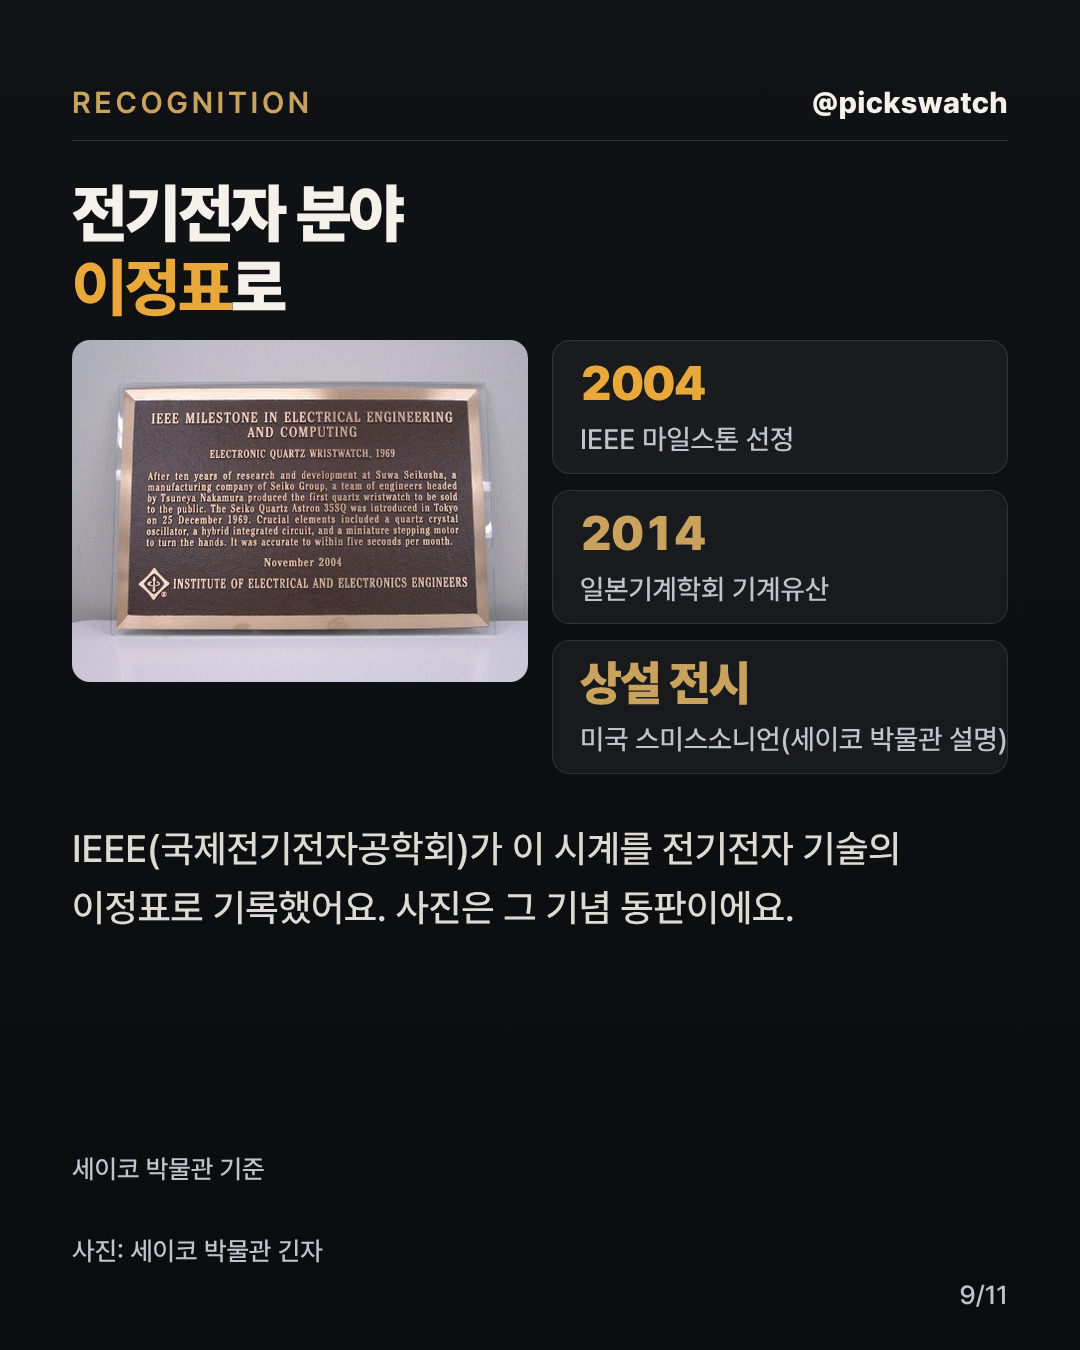 RECOGNITION
@pickswatch
전기전자 분야
이정표로
IEEE MILESTONE IN ELECTRICAL ENGINEERING
AND COMPUTING
ELECTRONIC QUARTZ WRISTWATCH, 1969
After ten years of research and development at Suwa Seikosha, a
manufacturing company of Seiko Group, a team of engineers headed
by Tsuneya Nakamura produced the first quartz wristwatch to be sold
to the public. The Seiko Quartz Astron 35SQ was introduced in Tokyo
on 25 December 1969. Crucial elements included a quartz crystal
oscillator, a hybrid integrated circuit, and a miniature stepping motor
to turn the hands. It was accurate to within five seconds per month.
November 2004
® INSTITUTE OF ELECTRICAL AND ELECTRONICS ENGINEERS
2004
IEEE 마일스톤 선정
2014
일본기계학회 기계유산
상설 전시
미국 스미스소니언(세이코 박물관 설명)
IEEE(국제전기전자공학회)가 이 시계를 전기전자 기술의
이정표로 기록했어요. 사진은 그 기념 동판이에요.
세이코 박물관 기준
사진: 세이코 박물관 긴자
9/11